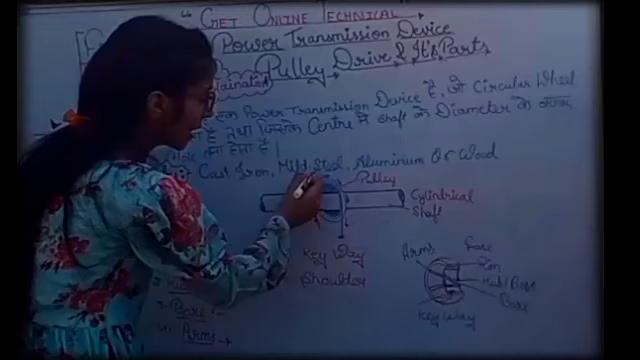 " GET ONLINE TECHNICAL
Power Transmission Device
Pulley Drive & It's Parts
Power Transmission Device है, जो Circular Wheel
है तथा जिसके Centre में shaft के Diameter के
Hole बना होता है
Cast Iron, Mild Steel, Aluminium Or Wood
Pulley
Cylindrical
shaft
Key Way
Shoulder
Arms
Face
Rim
Hub/Boss
Bore
Key Way
Bore:-
Arms →